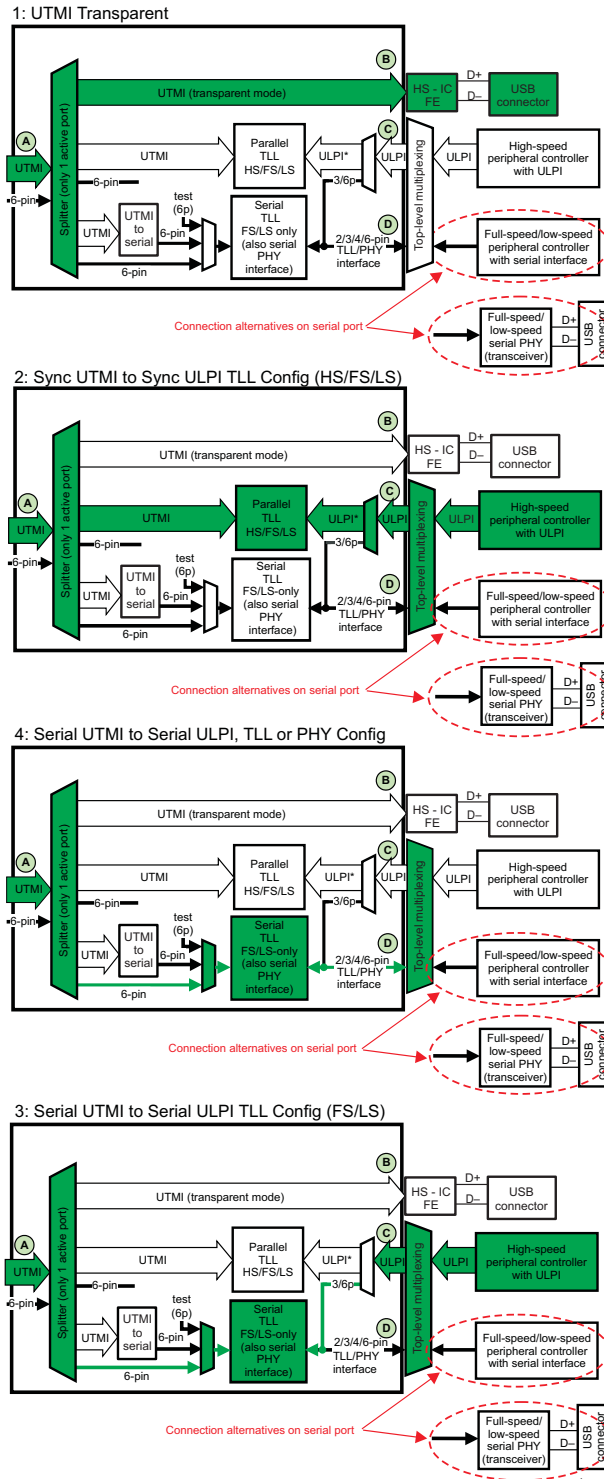 1: UTMI Transparent
B
UTMI (transparent mode)
HS - IC
FE
D+
D–
USB
connector
A
UTMI
6-pin
Splitter (only 1 active port)
UTMI
Parallel
TLL
HS/FS/LS
ULPI*
C
ULPI
Top-level multiplexing
ULPI
High-speed
peripheral controller
with ULPI
6-pin
3/6p
UTMI
UTMI
to
serial
6-pin
test
(6p)
6-pin
Serial
TLL
FS/LS only
(also serial
PHY
interface)
D
2/3/4/6-pin
TLL/PHY
interface
Full-speed/low-speed
peripheral controller
with serial interface
Connection alternatives on serial port
Full-speed/
low-speed
serial PHY
(transceiver)
D+
D–
USB
connector
2: Sync UTMI to Sync ULPI TLL Config (HS/FS/LS)
B
UTMI (transparent mode)
HS - IC
FE
D+
D–
USB
connector
A
UTMI
6-pin
Splitter (only 1 active port)
UTMI
Parallel
TLL
HS/FS/LS
ULPI*
C
ULPI
Top-level multiplexing
ULPI
High-speed
peripheral controller
with ULPI
6-pin
3/6p
UTMI
UTMI
to
serial
6-pin
test
(6p)
6-pin
Serial
TLL
FS/LS-only
(also serial
PHY
interface)
D
2/3/4/6-pin
TLL/PHY
interface
Full-speed/low-speed
peripheral controller
with serial interface
Connection alternatives on serial port
Full-speed/
low-speed
serial PHY
(transceiver)
D+
D–
USB
connector
4: Serial UTMI to Serial ULPI, TLL or PHY Config
B
UTMI (transparent mode)
HS - IC
FE
D+
D–
USB
connector
A
UTMI
6-pin
Splitter (only 1 active port)
UTMI
Parallel
TLL
HS/FS/LS
ULPI*
C
ULPI
Top-level multiplexing
ULPI
High-speed
peripheral controller
with ULPI
6-pin
3/6p
UTMI
UTMI
to
serial
6-pin
test
(6p)
6-pin
Serial
TLL
FS/LS-only
(also serial
PHY
interface)
D
2/3/4/6-pin
TLL/PHY
interface
Full-speed/low-speed
peripheral controller
with serial interface
Connection alternatives on serial port
Full-speed/
low-speed
serial PHY
(transceiver)
D+
D–
USB
connector
3: Serial UTMI to Serial ULPI TLL Config (FS/LS)
B
UTMI (transparent mode)
HS - IC
FE
D+
D–
USB
connector
A
UTMI
6-pin
Splitter (only 1 active port)
UTMI
Parallel
TLL
HS/FS/LS
ULPI*
C
ULPI
Top-level multiplexing
ULPI
High-speed
peripheral controller
with ULPI
6-pin
3/6p
UTMI
UTMI
to
serial
6-pin
test
(6p)
6-pin
Serial
TLL
FS/LS-only
(also serial
PHY
interface)
D
2/3/4/6-pin
TLL/PHY
interface
Full-speed/low-speed
peripheral controller
with serial interface
Connection alternatives on serial port
Full-speed/
low-speed
serial PHY
(transceiver)
D+
D–
USB
connector